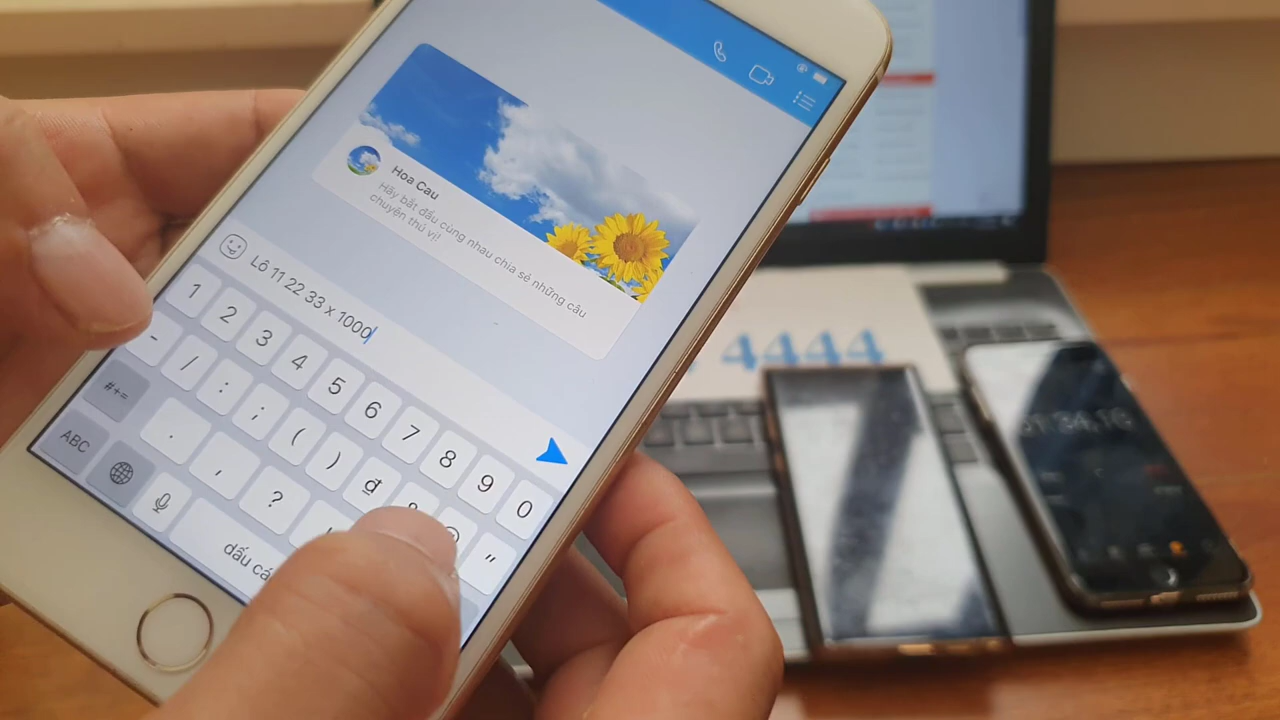 Hoa Cau
Hãy bắt đầu cùng nhau chia sẻ những câu
chuyện thú vị!
Lô 11 22 33 x 1000
1 2 3 4 5 6 7 8 9 0
- / : ; ( ) ₫ & @ "
#+= . , ?
ABC
dấu cá
4444